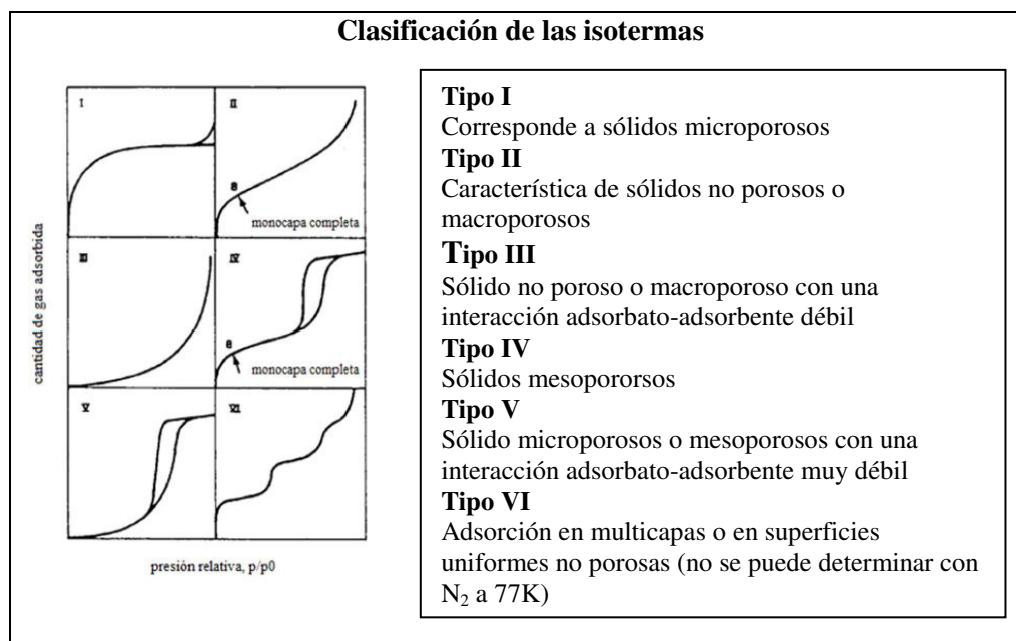 Clasificación de las isotermas
I
II
B
monocapa completa
III
IV
B
monocapa completa
V
VI
cantidad de gas adsorbida
presión relativa, p/p0
Tipo I
Corresponde a sólidos microporosos
Tipo II
Característica de sólidos no porosos o
macroporosos
Tipo III
Sólido no poroso o macroporoso con una
interacción adsorbato-adsorbente débil
Tipo IV
Sólidos mesopororsos
Tipo V
Sólido microporosos o mesoporosos con una
interacción adsorbato-adsorbente muy débil
Tipo VI
Adsorción en multicapas o en superficies
uniformes no porosas (no se puede determinar con
N₂ a 77K)